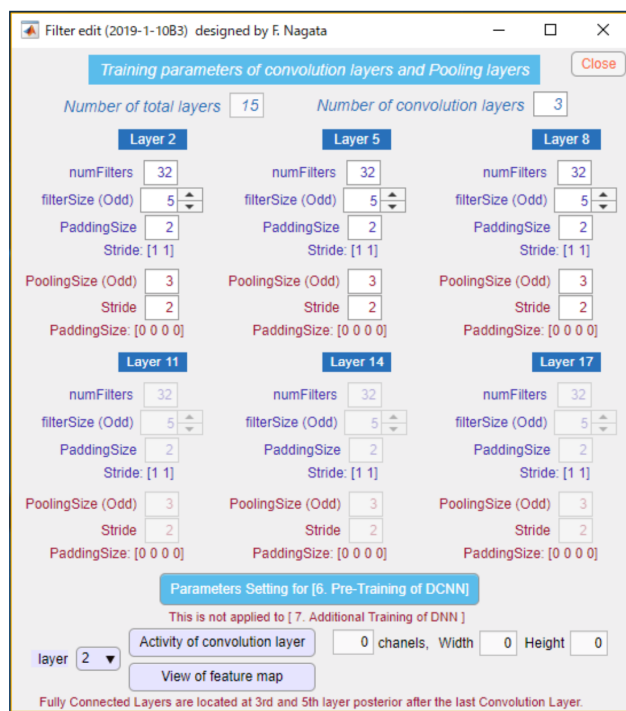 Filter edit (2019-1-10B3) designed by F. Nagata
Training parameters of convolution layers and Pooling layers
Close
Number of total layers 15 Number of convolution layers 3
Layer 2 Layer 5 Layer 8
numFilters 32 numFilters 32 numFilters 32
filterSize (Odd) 5 filterSize (Odd) 5 filterSize (Odd) 5
PaddingSize 2 PaddingSize 2 PaddingSize 2
Stride: [1 1] Stride: [1 1] Stride: [1 1]
PoolingSize (Odd) 3 PoolingSize (Odd) 3 PoolingSize (Odd) 3
Stride 2 Stride 2 Stride 2
PaddingSize: [0 0 0 0] PaddingSize: [0 0 0 0] PaddingSize: [0 0 0 0]
Layer 11 Layer 14 Layer 17
numFilters 32 numFilters 32 numFilters 32
filterSize (Odd) 5 filterSize (Odd) 5 filterSize (Odd) 5
PaddingSize 2 PaddingSize 2 PaddingSize 2
Stride: [1 1] Stride: [1 1] Stride: [1 1]
PoolingSize (Odd) 3 PoolingSize (Odd) 3 PoolingSize (Odd) 3
Stride 2 Stride 2 Stride 2
PaddingSize: [0 0 0 0] PaddingSize: [0 0 0 0] PaddingSize: [0 0 0 0]
Parameters Setting for [6. Pre-Training of DCNN]
This is not applied to [ 7. Additional Training of DNN ]
layer 2 Activity of convolution layer 0 chanels, Width 0 Height 0
View of feature map
Fully Connected Layers are located at 3rd and 5th layer posterior after the last Convolution Layer.